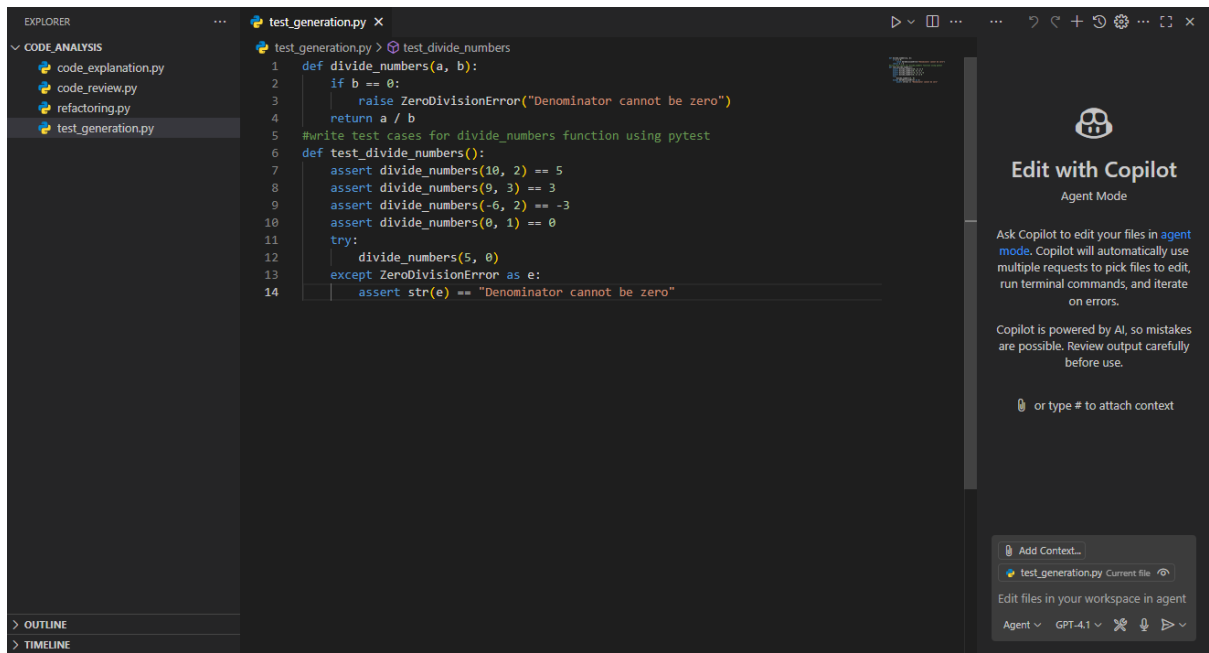 EXPLORER
CODE_ANALYSIS
code_explanation.py
code_review.py
refactoring.py
test_generation.py
OUTLINE
TIMELINE
test_generation.py
test_generation.py > test_divide_numbers
1 def divide_numbers(a, b):
2     if b == 0:
3         raise ZeroDivisionError("Denominator cannot be zero")
4     return a / b
5 #write test cases for divide_numbers function using pytest
6 def test_divide_numbers():
7     assert divide_numbers(10, 2) == 5
8     assert divide_numbers(9, 3) == 3
9     assert divide_numbers(-6, 2) == -3
10     assert divide_numbers(0, 1) == 0
11     try:
12         divide_numbers(5, 0)
13     except ZeroDivisionError as e:
14         assert str(e) == "Denominator cannot be zero"
Edit with Copilot
Agent Mode
Ask Copilot to edit your files in agent
mode. Copilot will automatically use
multiple requests to pick files to edit,
run terminal commands, and iterate
on errors.
Copilot is powered by AI, so mistakes
are possible. Review output carefully
before use.
or type # to attach context
Add Context...
test_generation.py Current file
Edit files in your workspace in agent
Agent GPT-4.1